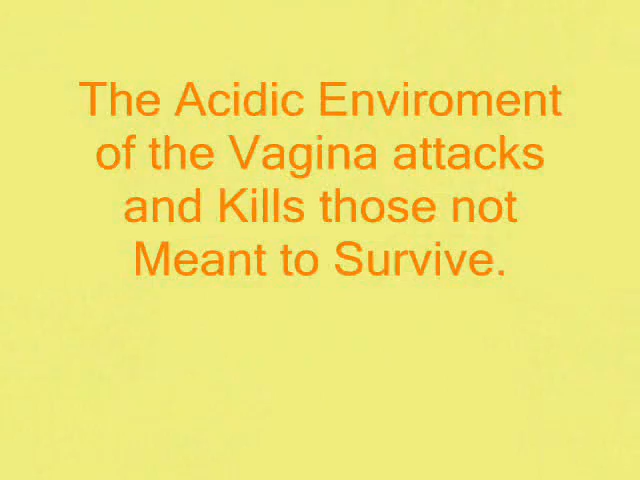 The Acidic Enviroment
of the Vagina attacks
and Kills those not
Meant to Survive.